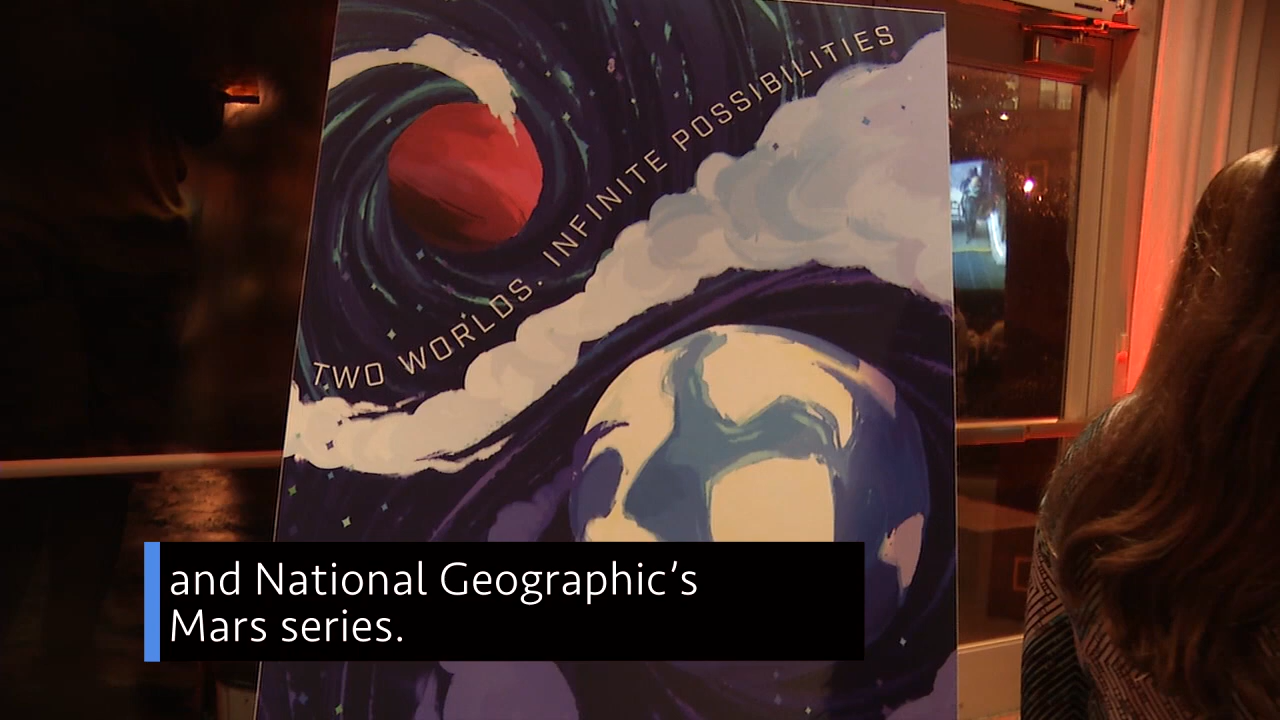 TWO WORLDS. INFINITE POSSIBILITIES
and National Geographic's
Mars series.